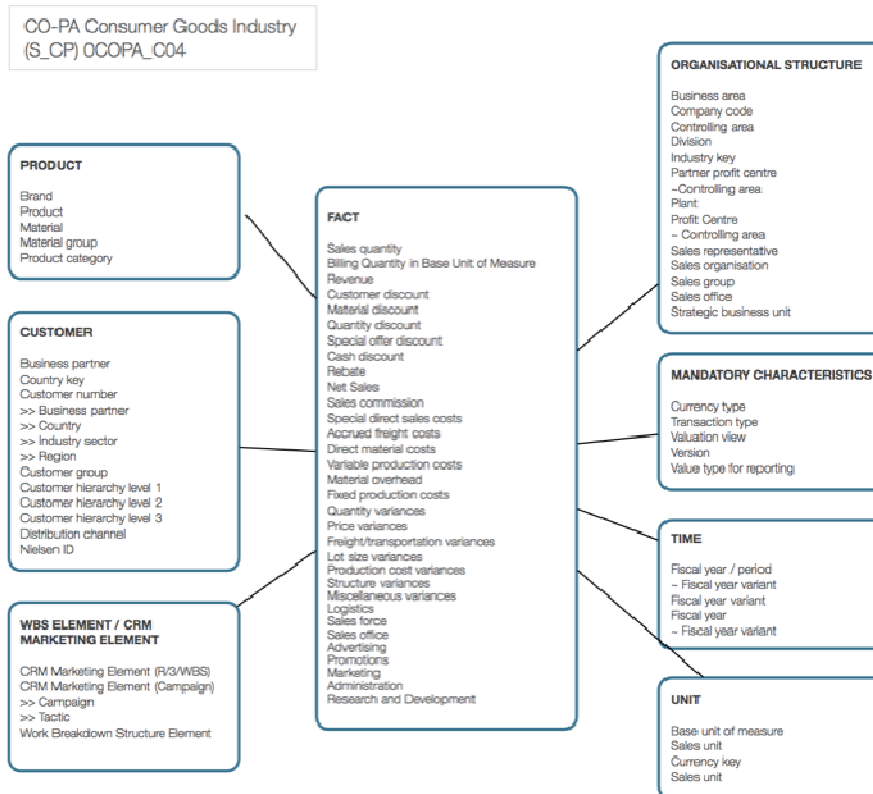 CO-PA Consumer Goods Industry
(S_CP) 0COPA_C04
PRODUCT
Brand
Product
Material
Material group
Product category
CUSTOMER
Business partner
Country key
Customer number
>> Business partner
>> Country
>> Industry sector
>> Region
Customer group
Customer hierarchy level 1
Customer hierarchy level 2
Customer hierarchy level 3
Distribution channel
Nielsen ID
WBS ELEMENT / CRM
MARKETING ELEMENT
CRM Marketing Element (R/3/WBS)
CRM Marketing Element (Campaign)
>> Campaign
>> Tactic
Work Breakdown Structure Element
FACT
Sales quantity
Billing Quantity in Base Unit of Measure
Revenue
Customer discount
Material discount
Quantity discount
Special offer discount
Cash discount
Rebate
Net Sales
Sales commission
Special direct sales costs
Accrued freight costs
Direct material costs
Variable production costs
Material overhead
Fixed production costs
Quantity variances
Price variances
Freight/transportation variances
Lot size variances
Production cost variances
Structure variances
Miscellaneous variances
Logistics
Sales force
Sales office
Advertising
Promotions
Marketing
Administration
Research and Development
ORGANISATIONAL STRUCTURE
Business area
Company code
Controlling area
Division
Industry key
Partner profit centre
~Controlling area
Plant
Profit Centre
~ Controlling area
Sales representative
Sales organisation
Sales group
Sales office
Strategic business unit
MANDATORY CHARACTERISTICS
Currency type
Transaction type
Valuation view
Version
Value type for reporting
TIME
Fiscal year / period
~ Fiscal year variant
Fiscal year variant
Fiscal year
~ Fiscal year variant
UNIT
Base unit of measure
Sales unit
Currency key
Sales unit